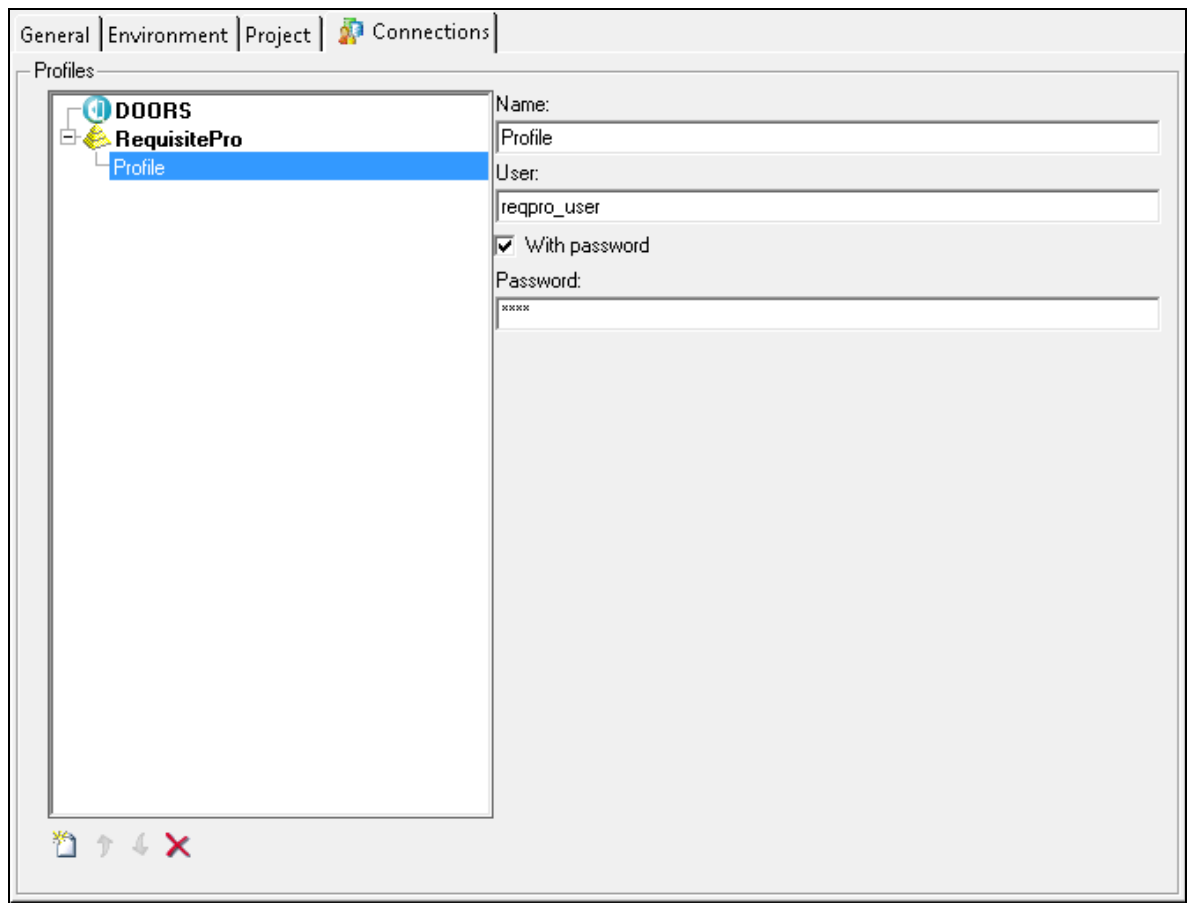 General Environment Project Connections
Profiles
DOORS
RequisitePro
Profile
Name:
Profile
User:
reqpro_user
With password
Password:
****